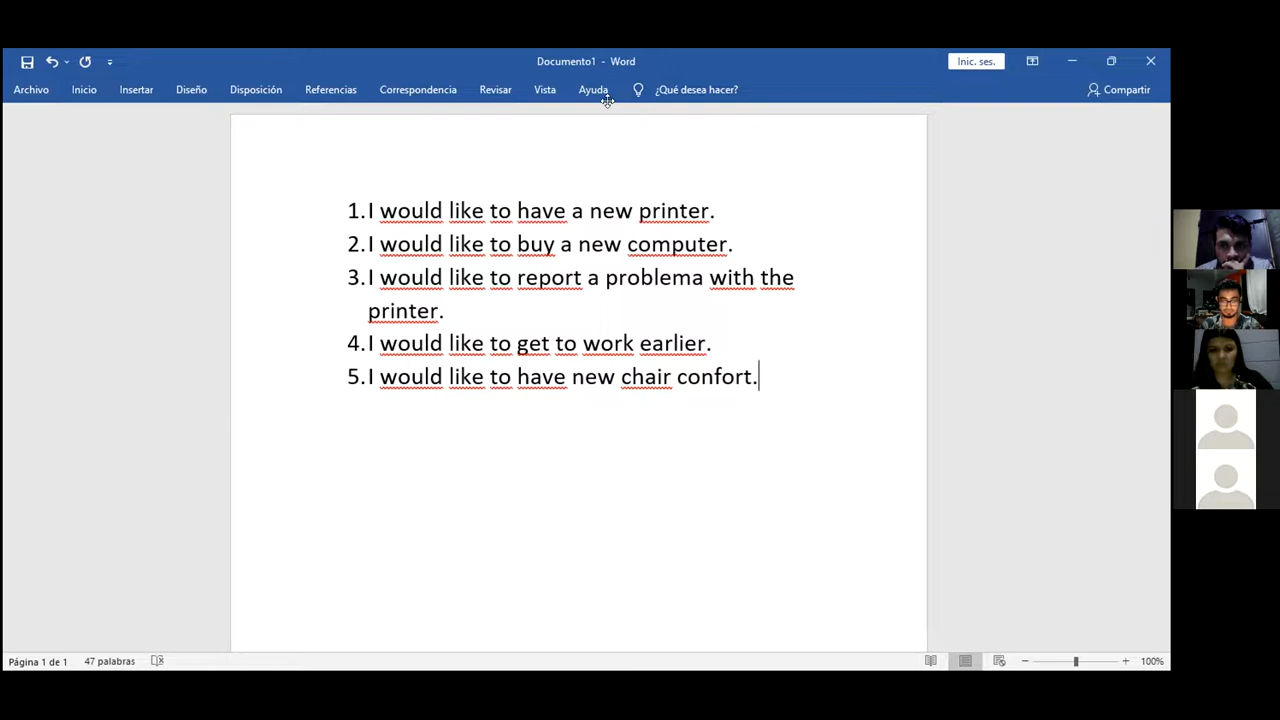 Documento1 - Word
Inic. ses.
Archivo Inicio Insertar Diseño Disposición Referencias Correspondencia Revisar Vista Ayuda ¿Qué desea hacer? Compartir
1. I would like to have a new printer.
2. I would like to buy a new computer.
3. I would like to report a problema with the
printer.
4. I would like to get to work earlier.
5. I would like to have new chair confort.
Página 1 de 1 47 palabras 100%